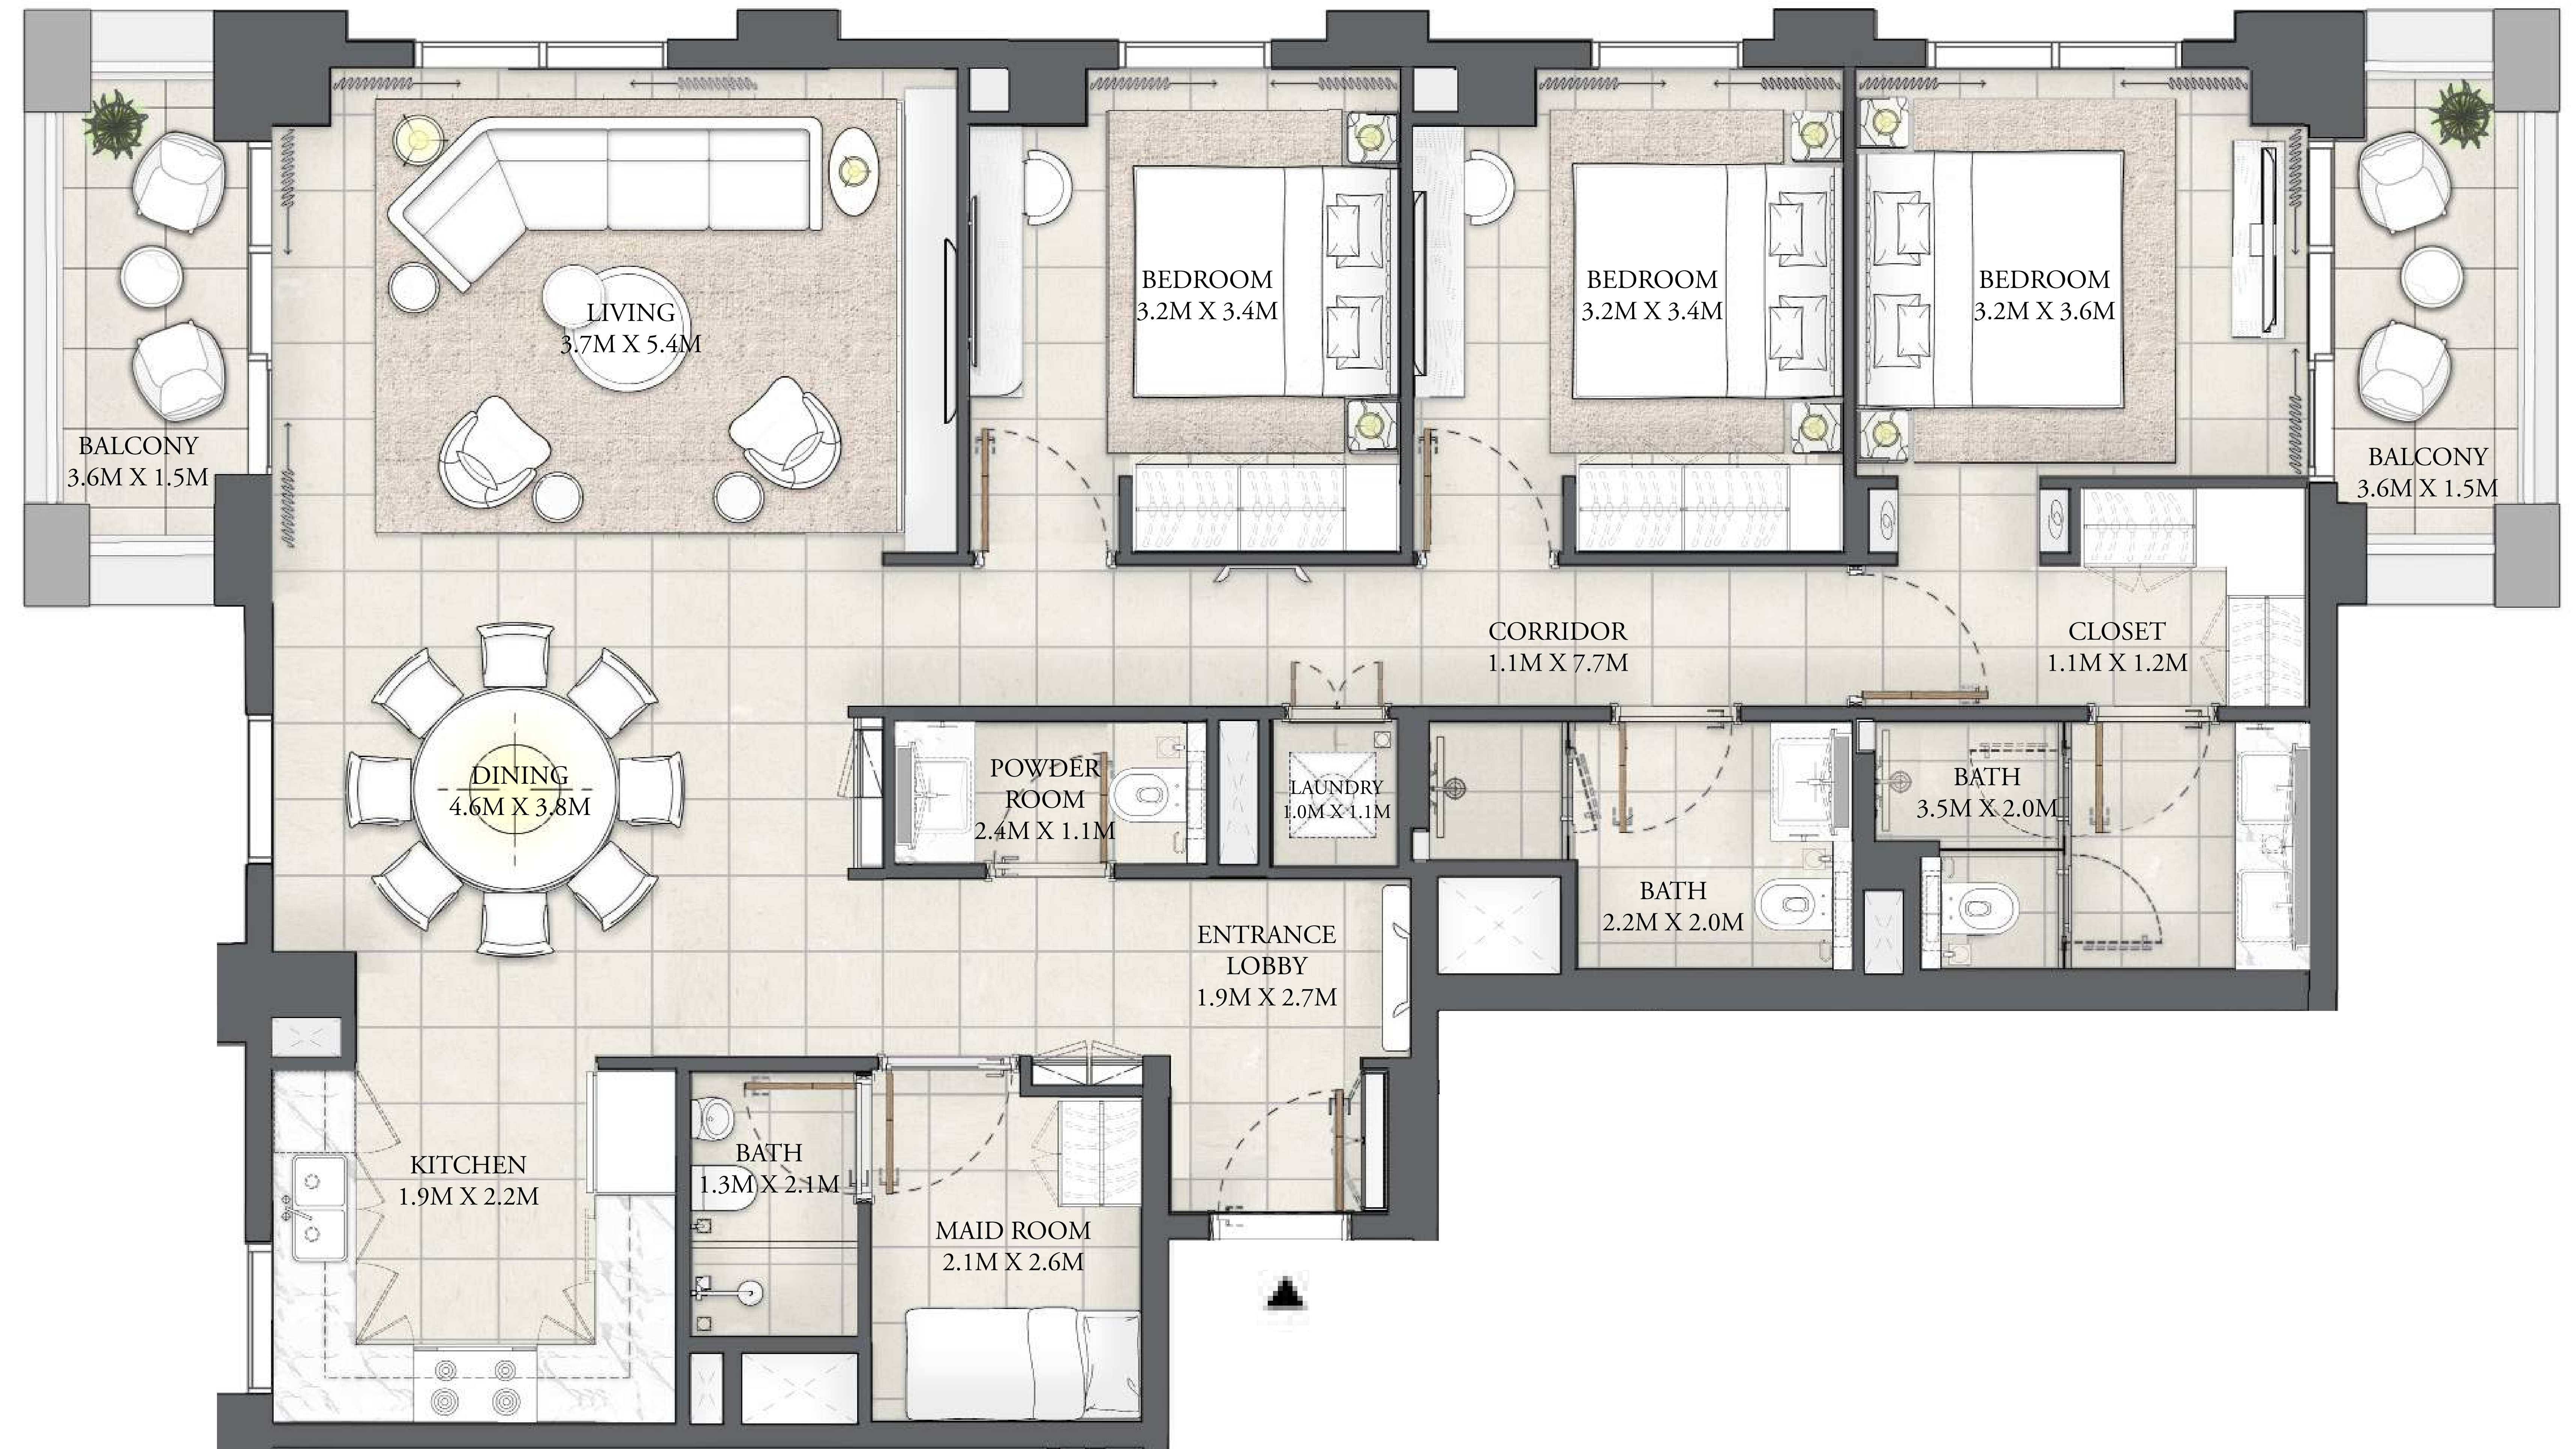 LIVING
3.7M X 5.4M
BEDROOM
3.2M X 3.4M
BEDROOM
3.2M X 3.4M
BEDROOM
3.2M X 3.6M
BALCONY
3.6M X 1.5M
BALCONY
3.6M X 1.5M
CORRIDOR
1.1M X 7.7M
CLOSET
1.1M X 1.2M
DINING
4.6M X 3.8M
POWDER
ROOM
2.4M X 1.1M
LAUNDRY
1.0M X 1.1M
BATH
3.5M X 2.0M
BATH
2.2M X 2.0M
ENTRANCE
LOBBY
1.9M X 2.7M
KITCHEN
1.9M X 2.2M
BATH
1.3M X 2.1M
MAID ROOM
2.1M X 2.6M